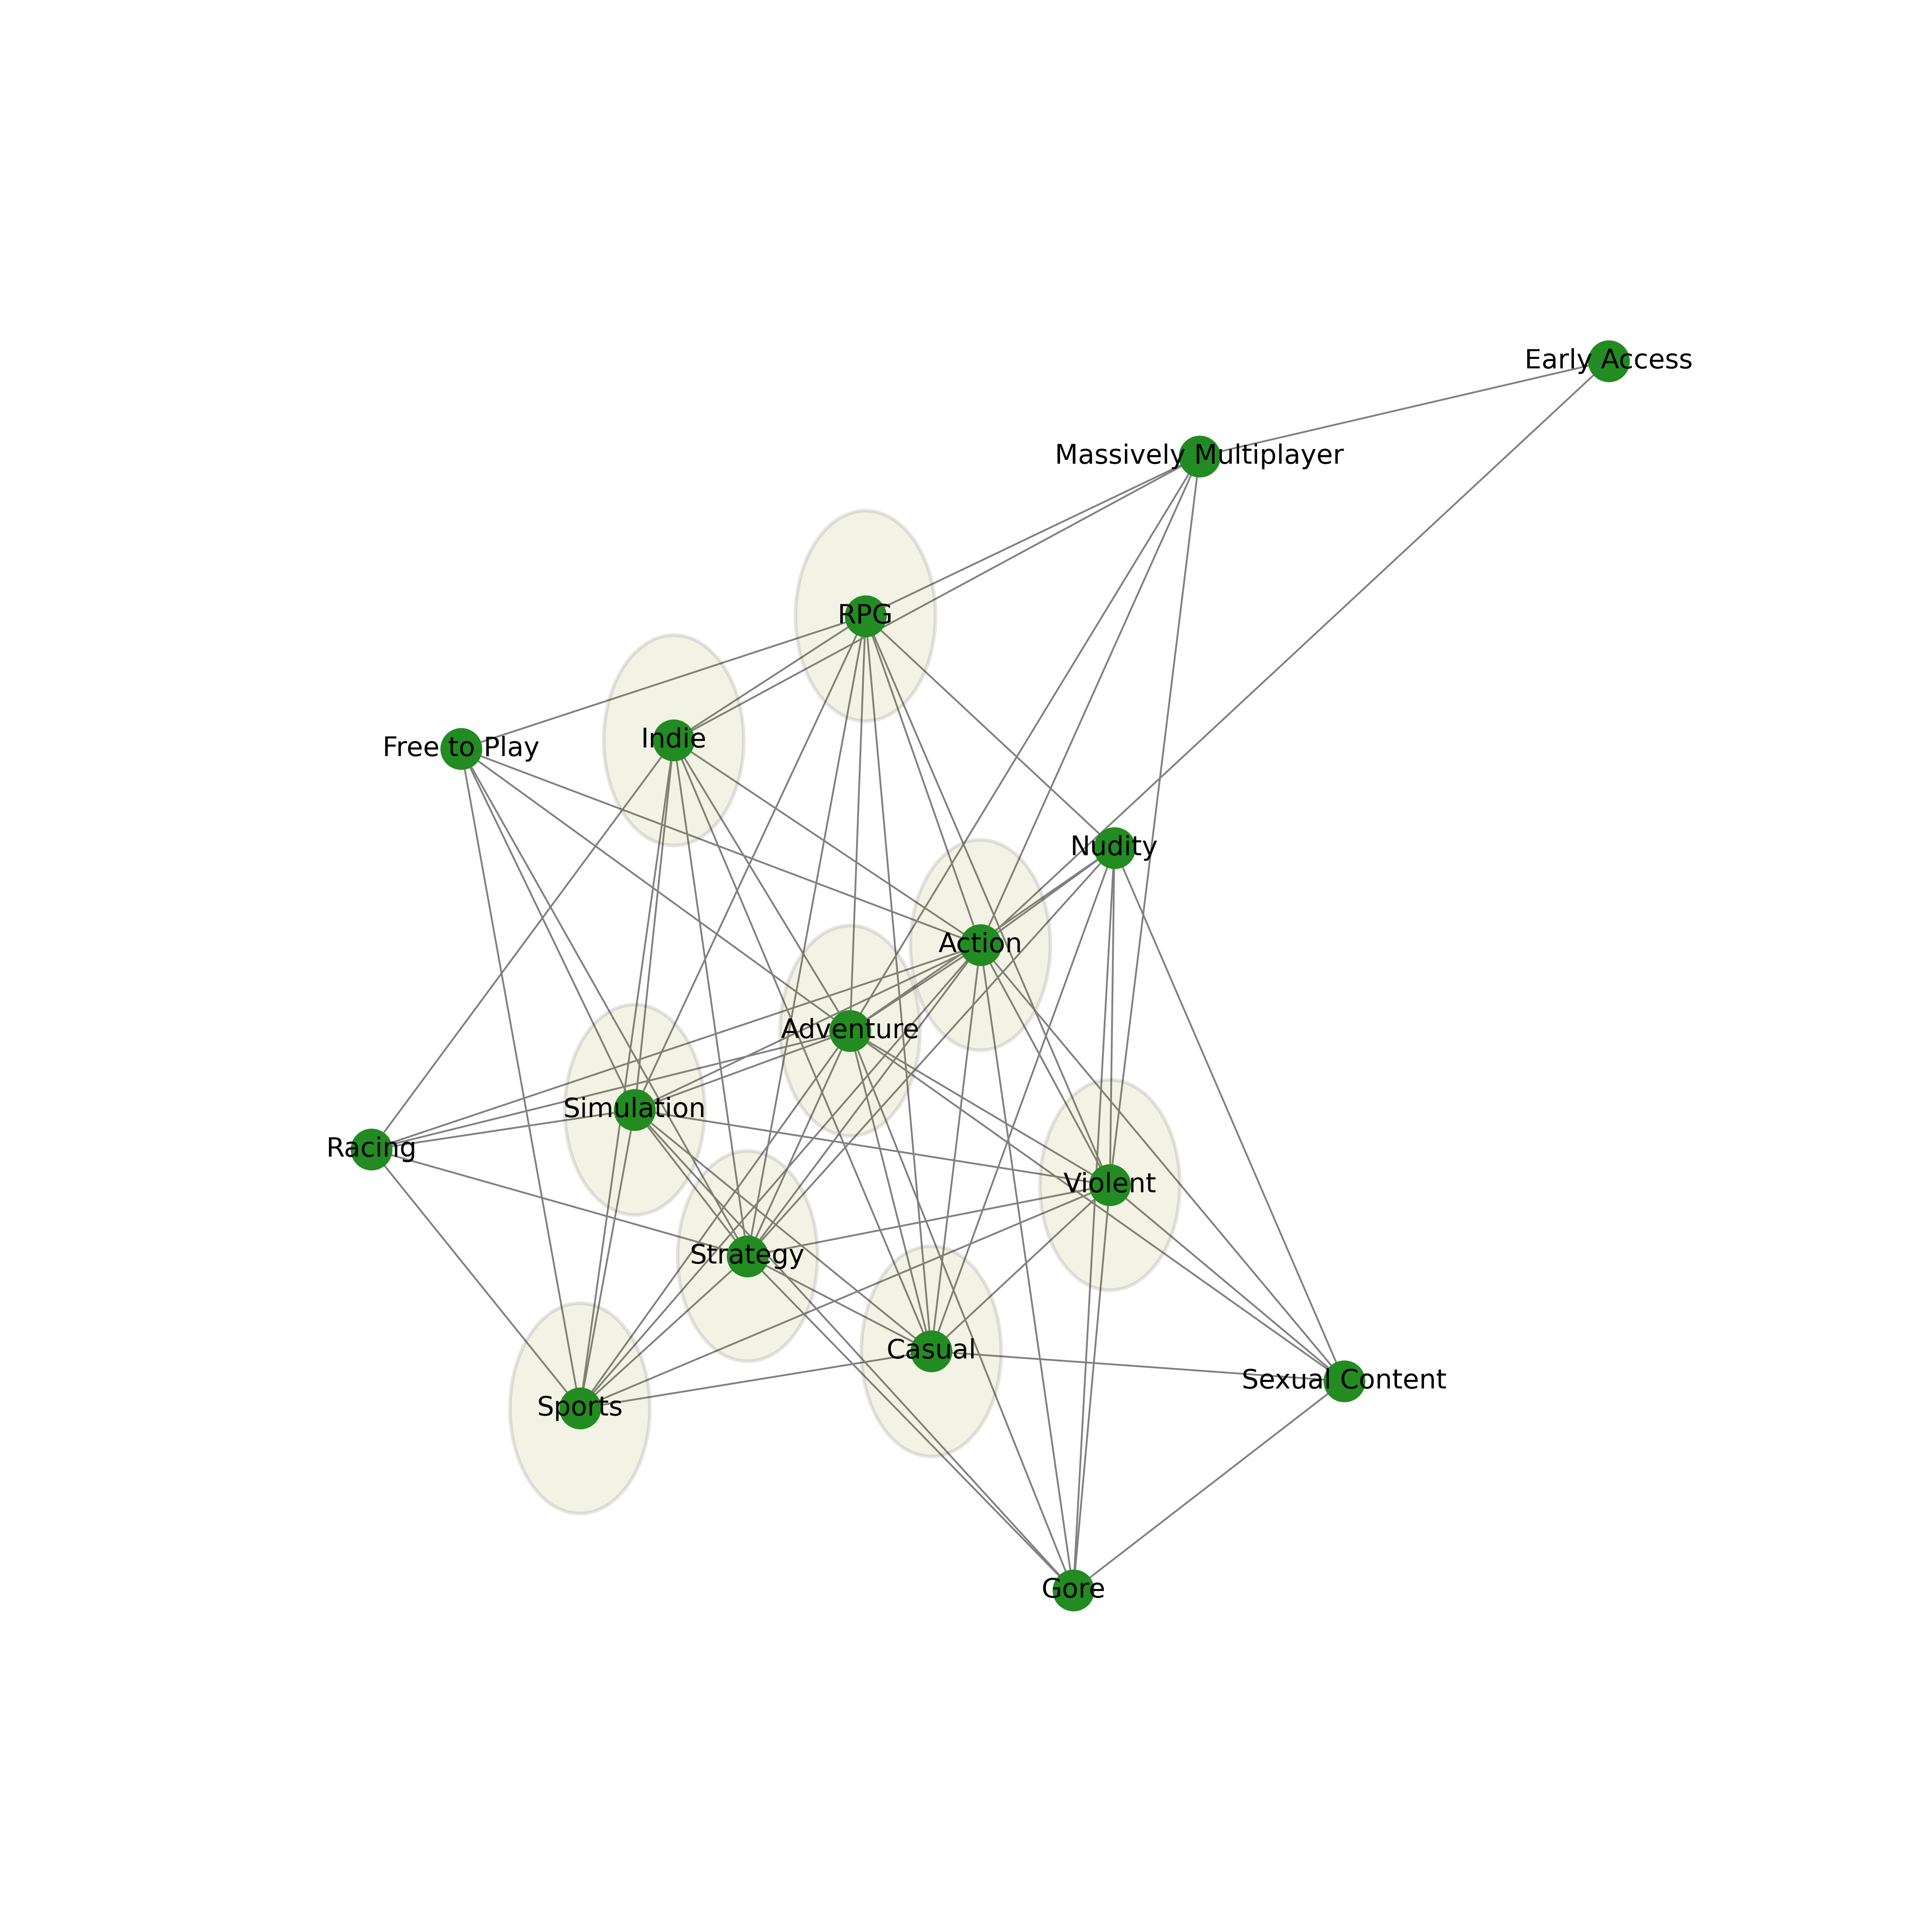 Early Access
Massively Multiplayer
RPG
Indie
Free to Play
Nudity
Action
Adventure
Simulation
Racing
Violent
Strategy
Casual
Sexual Content
Sports
Gore